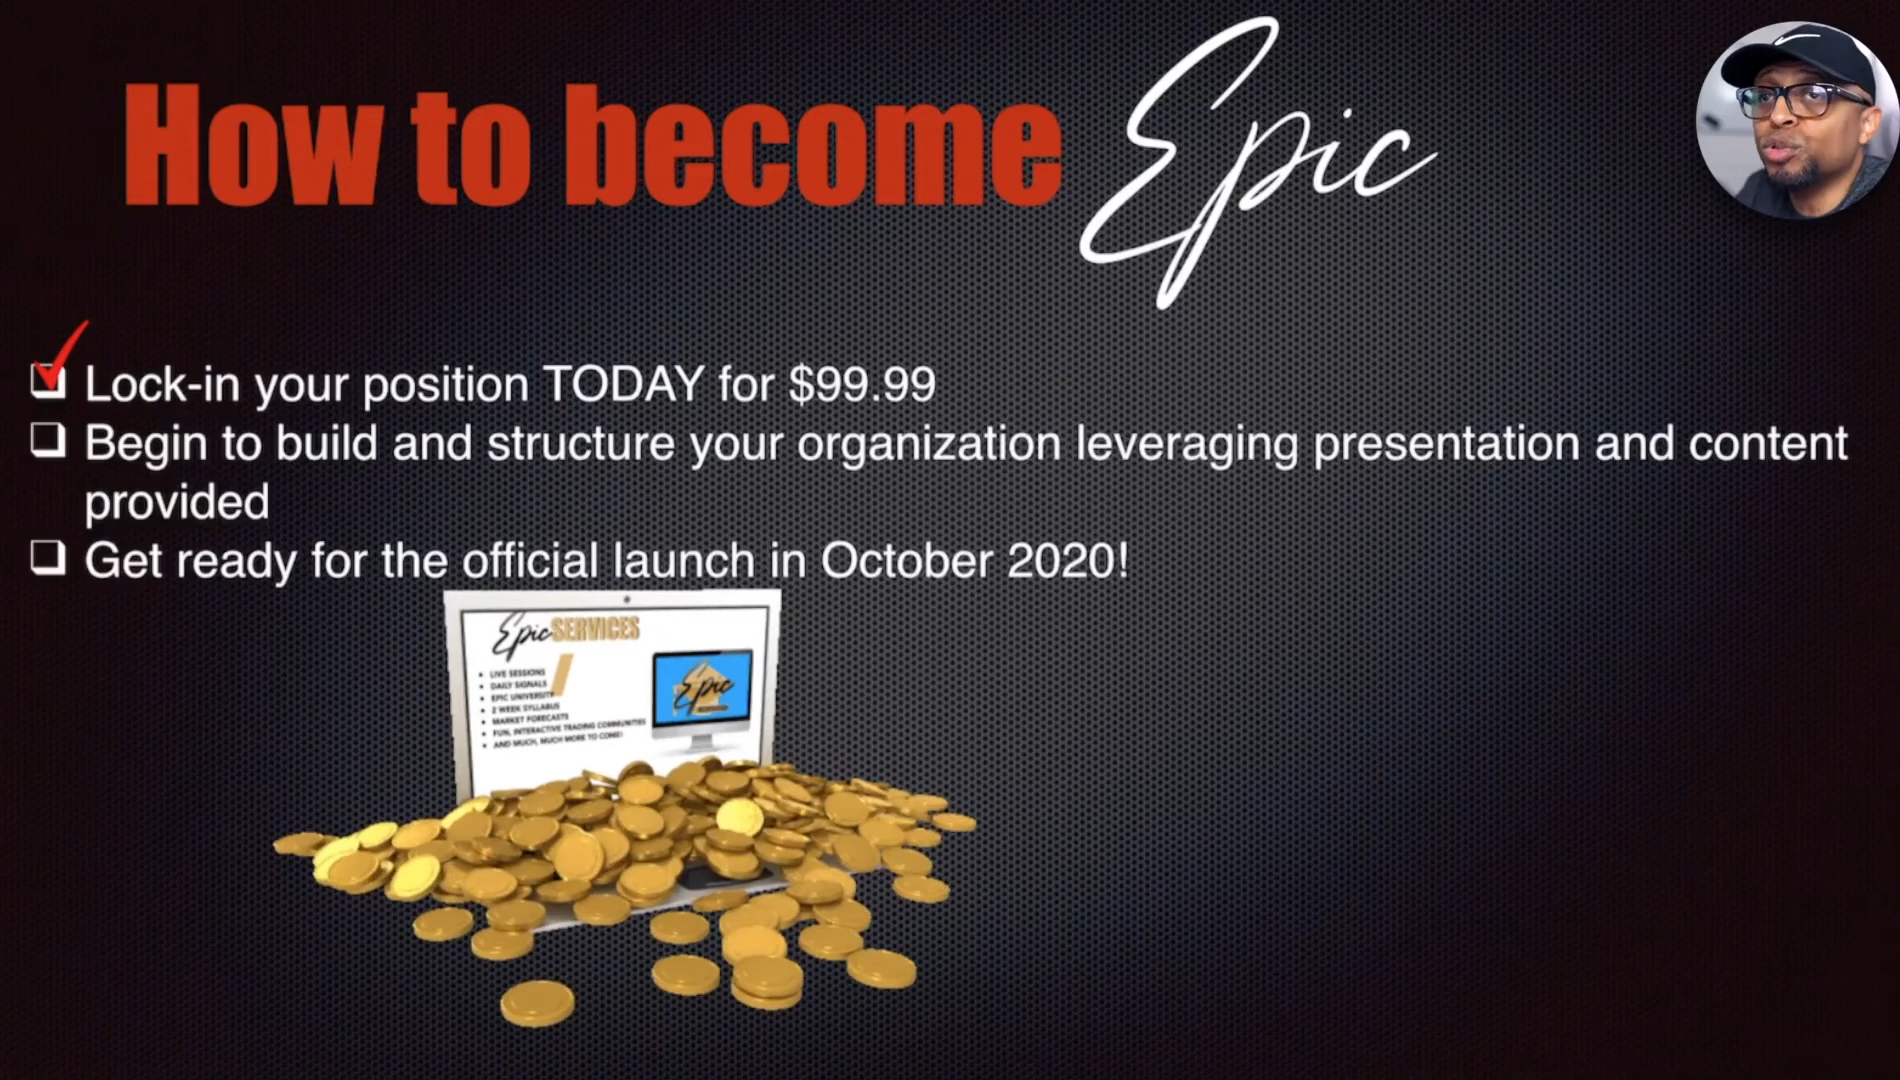 How to become Epic
Lock-in your position TODAY for $99.99
Begin to build and structure your organization leveraging presentation and content
provided
Get ready for the official launch in October 2020!
Epic SERVICES
LIVE SESSIONS
DAILY SIGNALS
EPIC UNIVERSITY
2 WEEK SYLLABUS
MARKET FORECASTS
FUN, INTERACTIVE TRADING COMMUNITIES
AND MUCH, MUCH MORE TO COME!
Epic